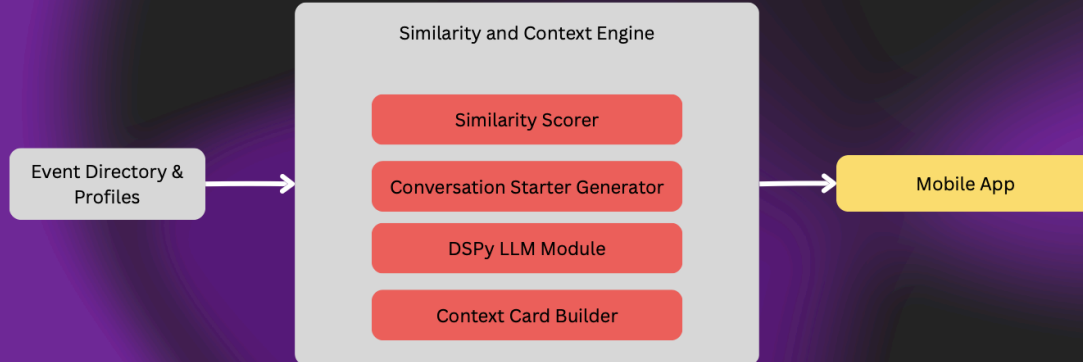 Similarity and Context Engine
Event Directory &
Profiles
Similarity Scorer
Conversation Starter Generator
DSPy LLM Module
Context Card Builder
Mobile App